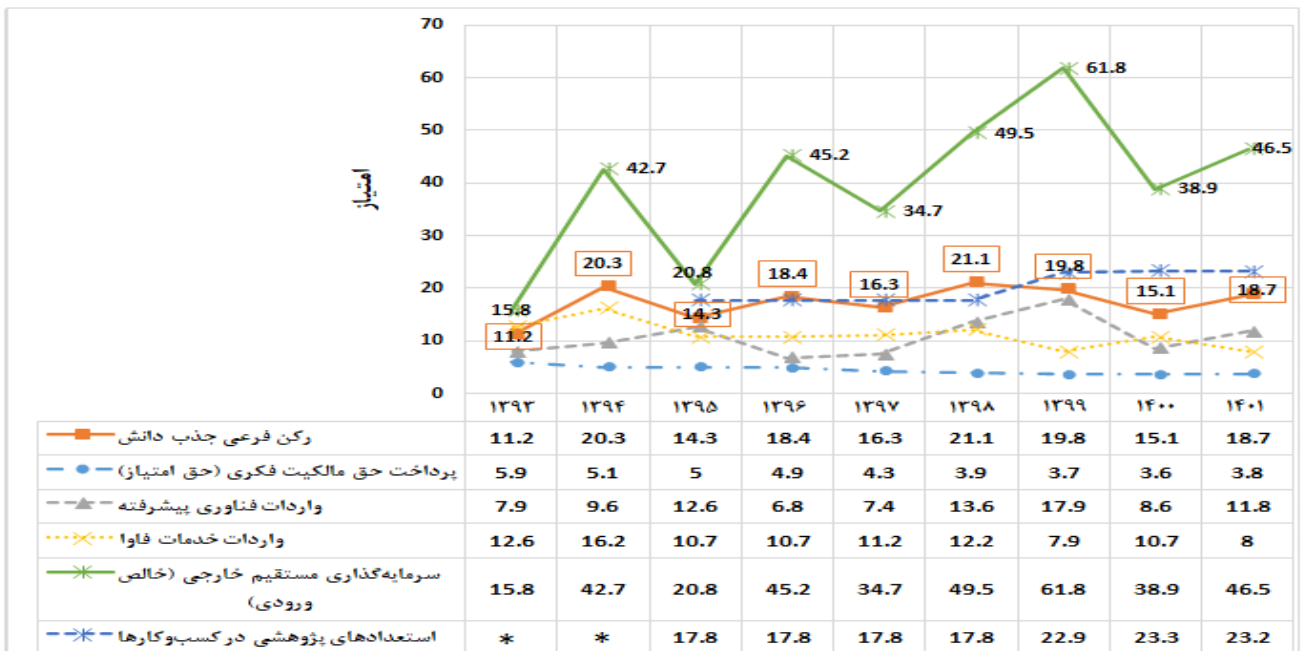 70
60
50
40
30
20
10
0
امتیاز
15.8
42.7
20.8
45.2
34.7
49.5
61.8
38.9
46.5
11.2
20.3
14.3
18.4
16.3
21.1
19.8
15.1
18.7
۱۳۹۳ ۱۳۹۴ ۱۳۹۵ ۱۳۹۶ ۱۳۹۷ ۱۳۹۸ ۱۳۹۹ ۱۴۰۰ ۱۴۰۱
رکن فرعی جذب دانش 11.2 20.3 14.3 18.4 16.3 21.1 19.8 15.1 18.7
پرداخت حق مالکیت فکری (حق امتیاز) 5.9 5.1 5 4.9 4.3 3.9 3.7 3.6 3.8
واردات فناوری پیشرفته 7.9 9.6 12.6 6.8 7.4 13.6 17.9 8.6 11.8
واردات خدمات فاوا 12.6 16.2 10.7 10.7 11.2 12.2 7.9 10.7 8
سرمایه‌گذاری مستقیم خارجی (خالص
ورودی) 15.8 42.7 20.8 45.2 34.7 49.5 61.8 38.9 46.5
استعدادهای پژوهشی در کسب‌وکارها * * 17.8 17.8 17.8 17.8 22.9 23.3 23.2